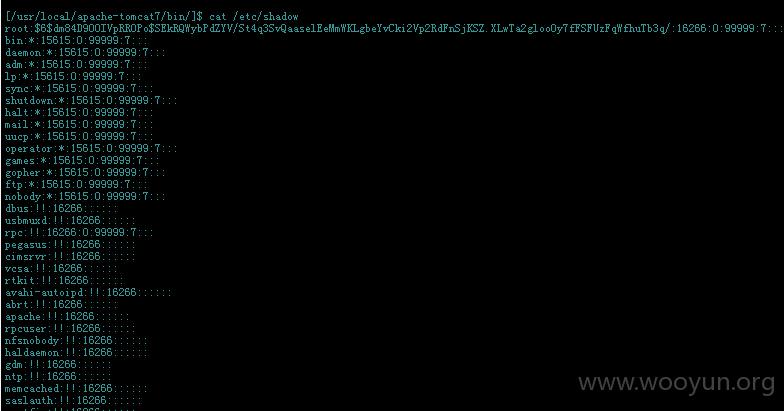 [/usr/local/apache-tomcat7/bin/]$ cat /etc/shadow
root:$6$dm84D9OOIVpRROPo$SEkRQWybPdZYV/St4q3SvQaaselEeMmWKLgbeYvCki2Vp2RdFnSjKSZ.XLwTa2gloo0y7fFSFUzFqWfhuTb3q/:16266:0:99999:7:::
bin:*:15615:0:99999:7:::
daemon:*:15615:0:99999:7:::
adm:*:15615:0:99999:7:::
lp:*:15615:0:99999:7:::
sync:*:15615:0:99999:7:::
shutdown:*:15615:0:99999:7:::
halt:*:15615:0:99999:7:::
mail:*:15615:0:99999:7:::
uucp:*:15615:0:99999:7:::
operator:*:15615:0:99999:7:::
games:*:15615:0:99999:7:::
gopher:*:15615:0:99999:7:::
ftp:*:15615:0:99999:7:::
nobody:*:15615:0:99999:7:::
dbus:!!:16266::::::
usbmuxd:!!:16266::::::
rpc:!!:16266:0:99999:7:::
pegasus:!!:16266::::::
cimsrvr:!!:16266::::::
vcsa:!!:16266::::::
rtkit:!!:16266::::::
avahi-autoipd:!!:16266::::::
abrt:!!:16266::::::
apache:!!:16266::::::
rpcuser:!!:16266::::::
nfsnobody:!!:16266::::::
haldaemon:!!:16266::::::
gdm:!!:16266::::::
ntp:!!:16266::::::
memcached:!!:16266::::::
saslauth:!!:16266::::::
www.wooyun.org